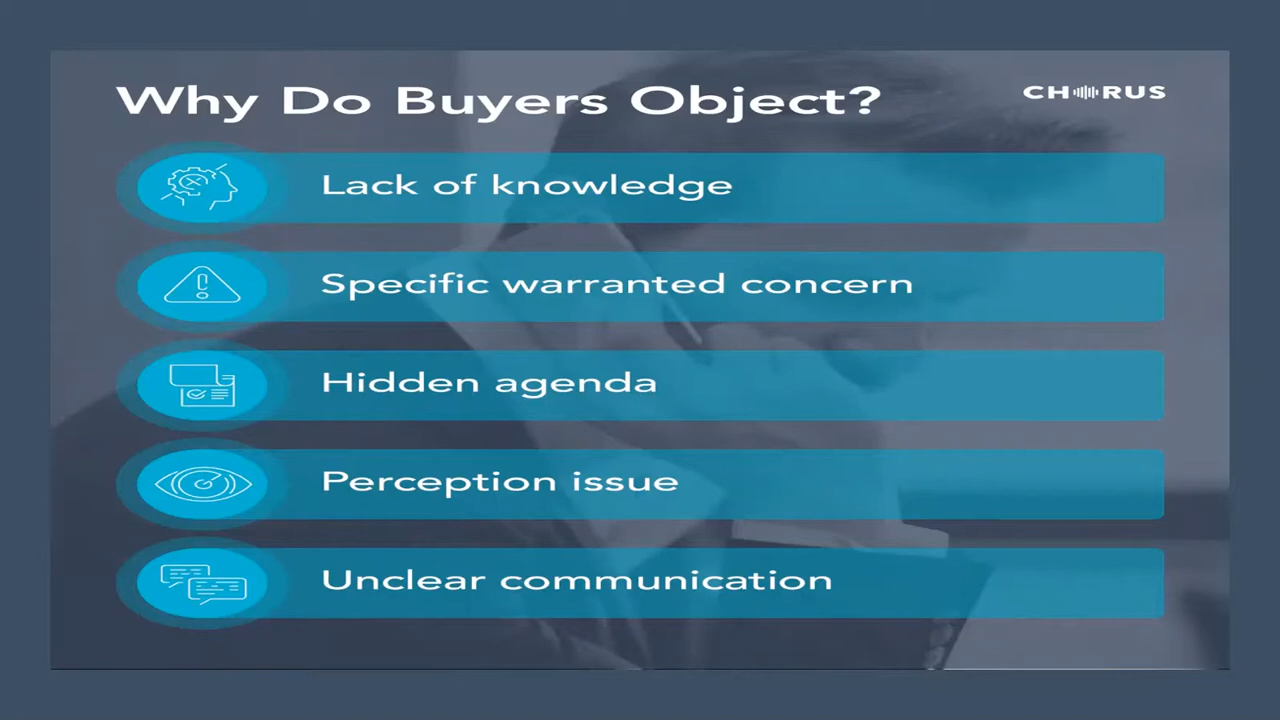 Why Do Buyers Object?
CHORUS
Lack of knowledge
Specific warranted concern
Hidden agenda
Perception issue
Unclear communication